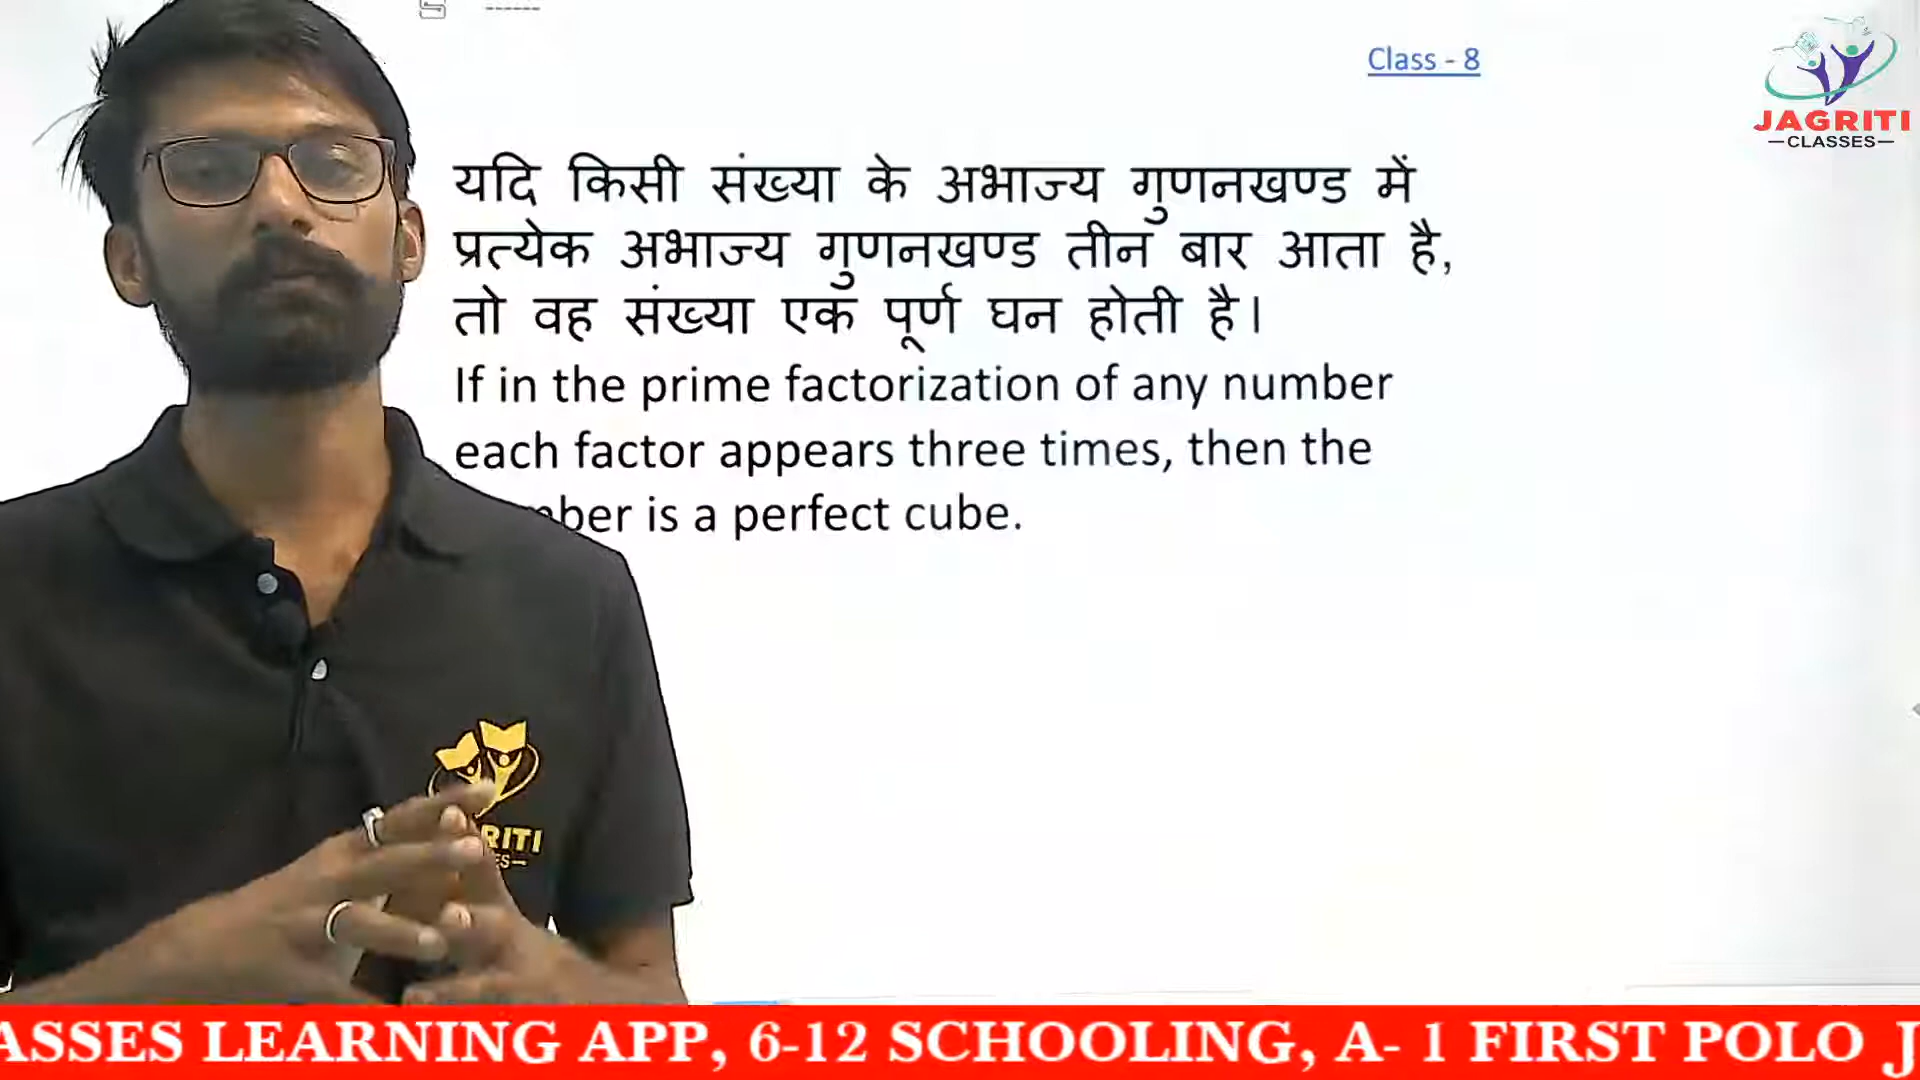 Class - 8
JAGRITI
CLASSES
यदि किसी संख्या के अभाज्य गुणनखण्ड में
प्रत्येक अभाज्य गुणनखण्ड तीन बार आता है,
तो वह संख्या एक पूर्ण घन होती है।
If in the prime factorization of any number
each factor appears three times, then the
ber is a perfect cube.
RITI
ES
ASSES LEARNING APP, 6-12 SCHOOLING, A- 1 FIRST POLO J